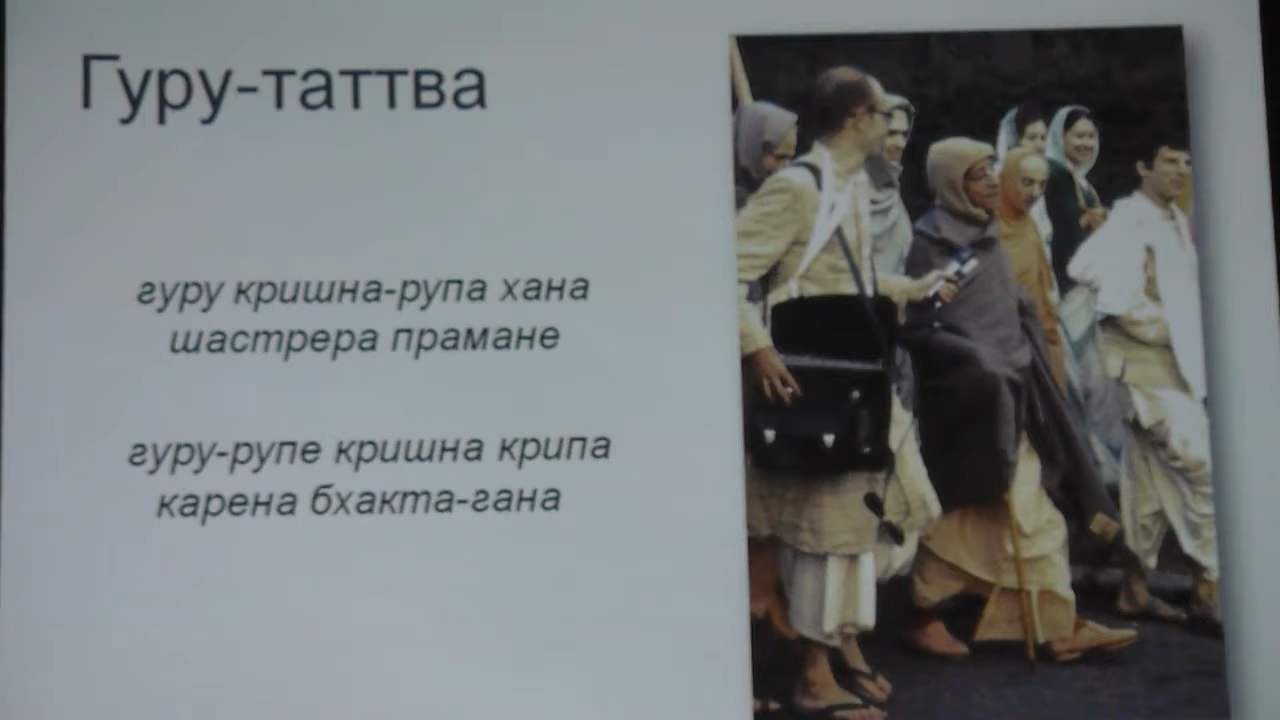 Гуру-таттва
гуру кришна-рупа хана
шастрера прамане
гуру-рупе кришна крипа
карена бхакта-гана